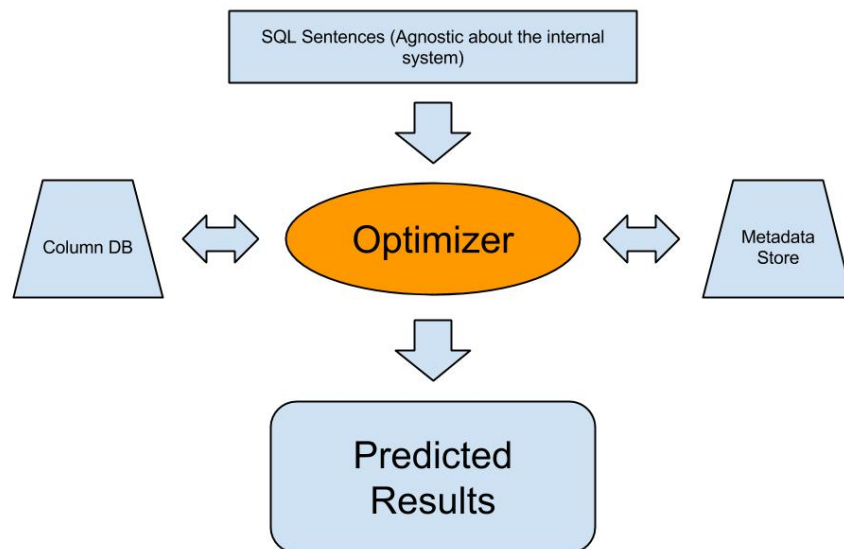 SQL Sentences (Agnostic about the internal
system)
Column DB
Optimizer
Metadata
Store
Predicted
Results